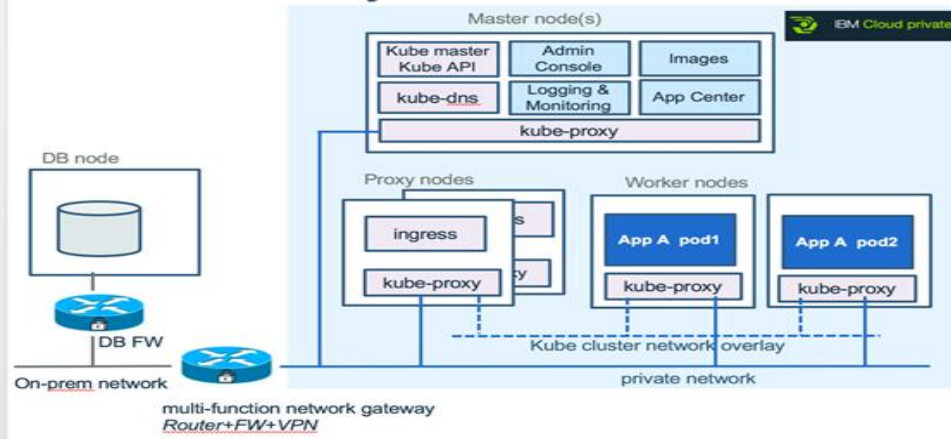 Master node(s)
IBM Cloud private
Kube master
Kube API
Admin
Console
Images
kube-dns
Logging &
Monitoring
App Center
kube-proxy
DB node
Proxy nodes
Worker nodes
s
ingress
App A pod1
App A pod2
xy
kube-proxy
kube-proxy
kube-proxy
DB FW
Kube cluster network overlay
On-prem network
private network
multi-function network gateway
Router+FW+VPN